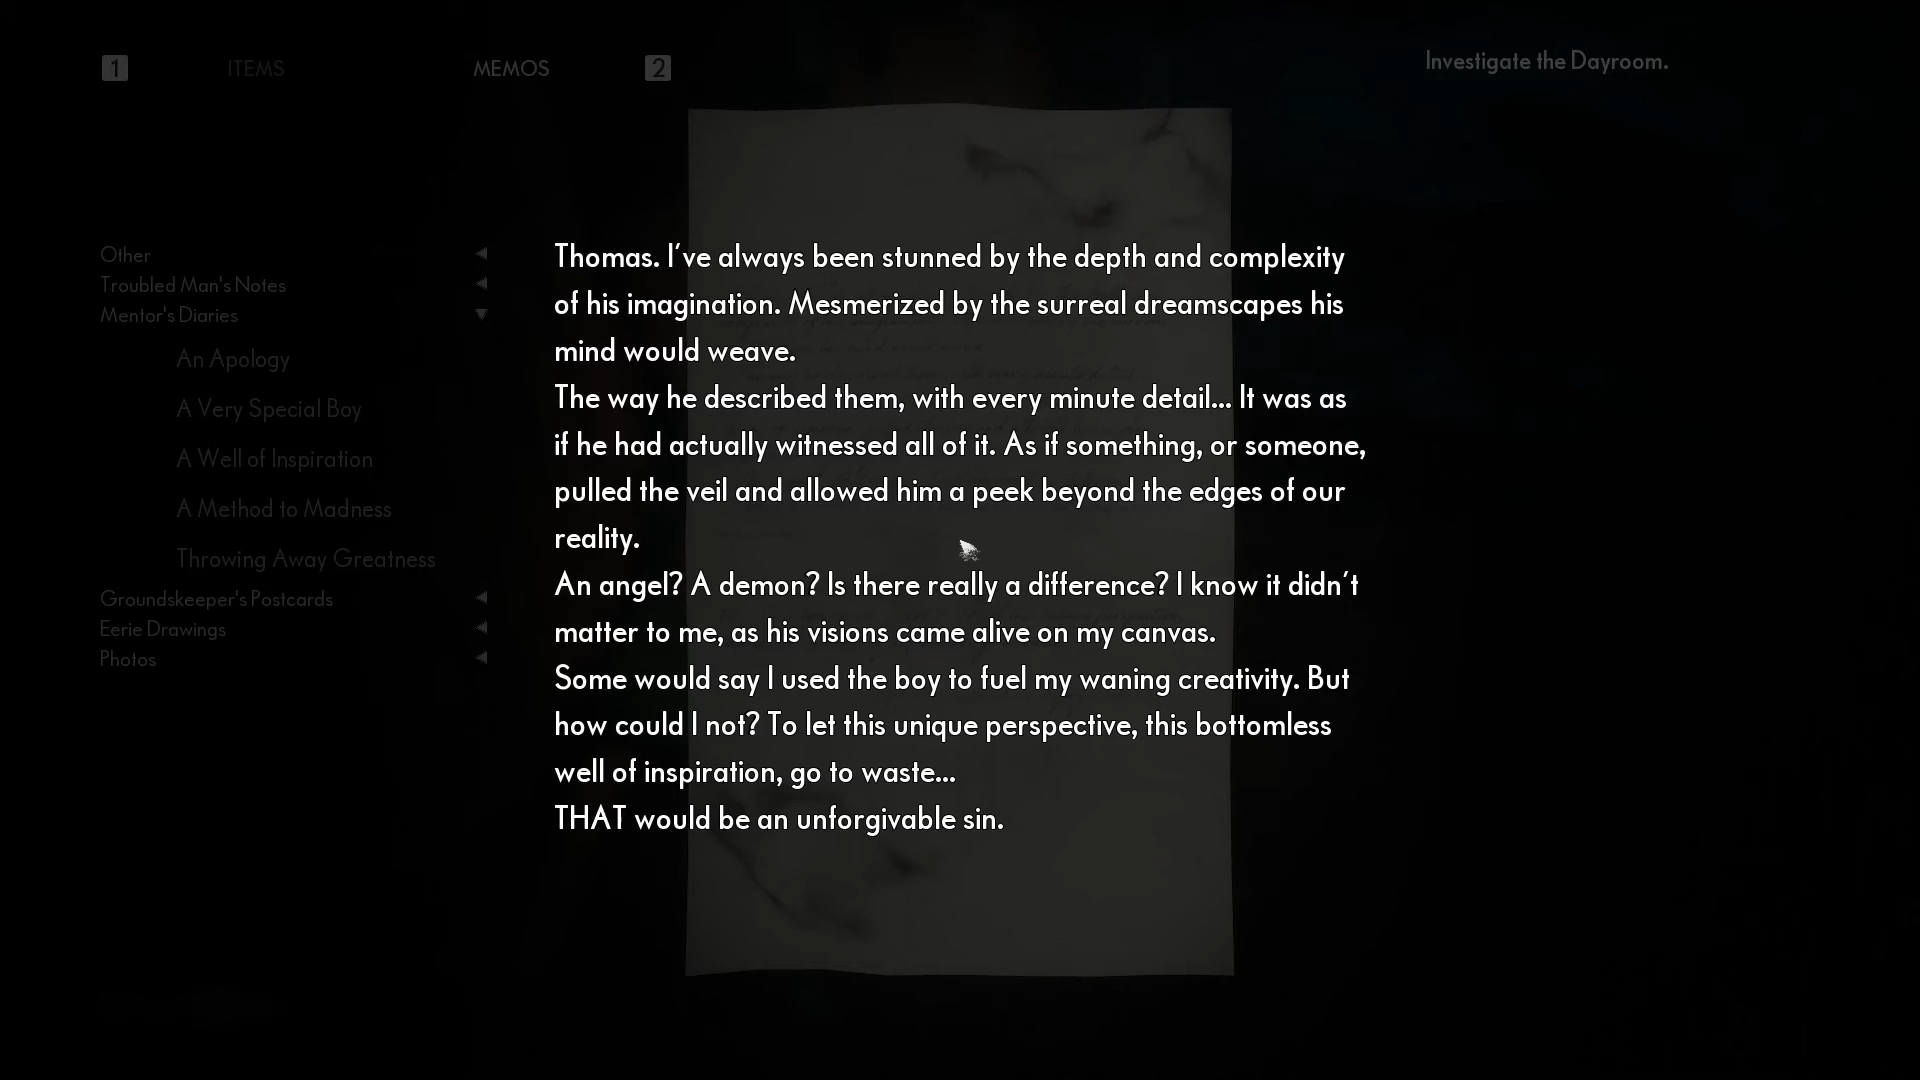 1 ITEMS MEMOS 2
Investigate the Dayroom.
Other
Troubled Man's Notes
Mentor's Diaries
An Apology
A Very Special Boy
A Well of Inspiration
A Method to Madness
Throwing Away Greatness
Groundskeeper's Postcards
Eerie Drawings
Photos
Thomas. I've always been stunned by the depth and complexity
of his imagination. Mesmerized by the surreal dreamscapes his
mind would weave.
The way he described them, with every minute detail... It was as
if he had actually witnessed all of it. As if something, or someone,
pulled the veil and allowed him a peek beyond the edges of our
reality.
An angel? A demon? Is there really a difference? I know it didn't
matter to me, as his visions came alive on my canvas.
Some would say I used the boy to fuel my waning creativity. But
how could I not? To let this unique perspective, this bottomless
well of inspiration, go to waste...
THAT would be an unforgivable sin.